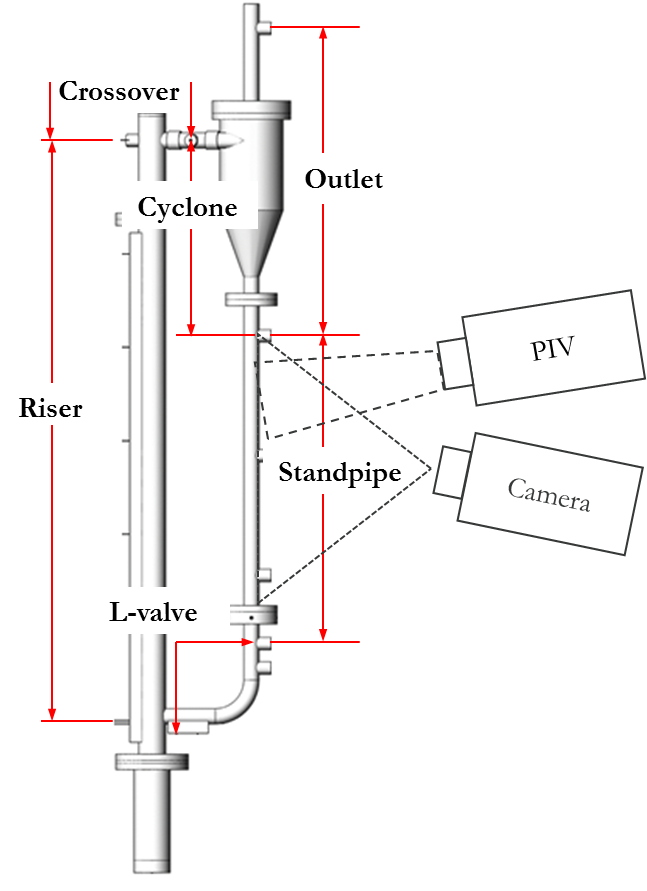 Crossover
Outlet
Cyclone
PIV
Riser
Standpipe
Camera
L-valve